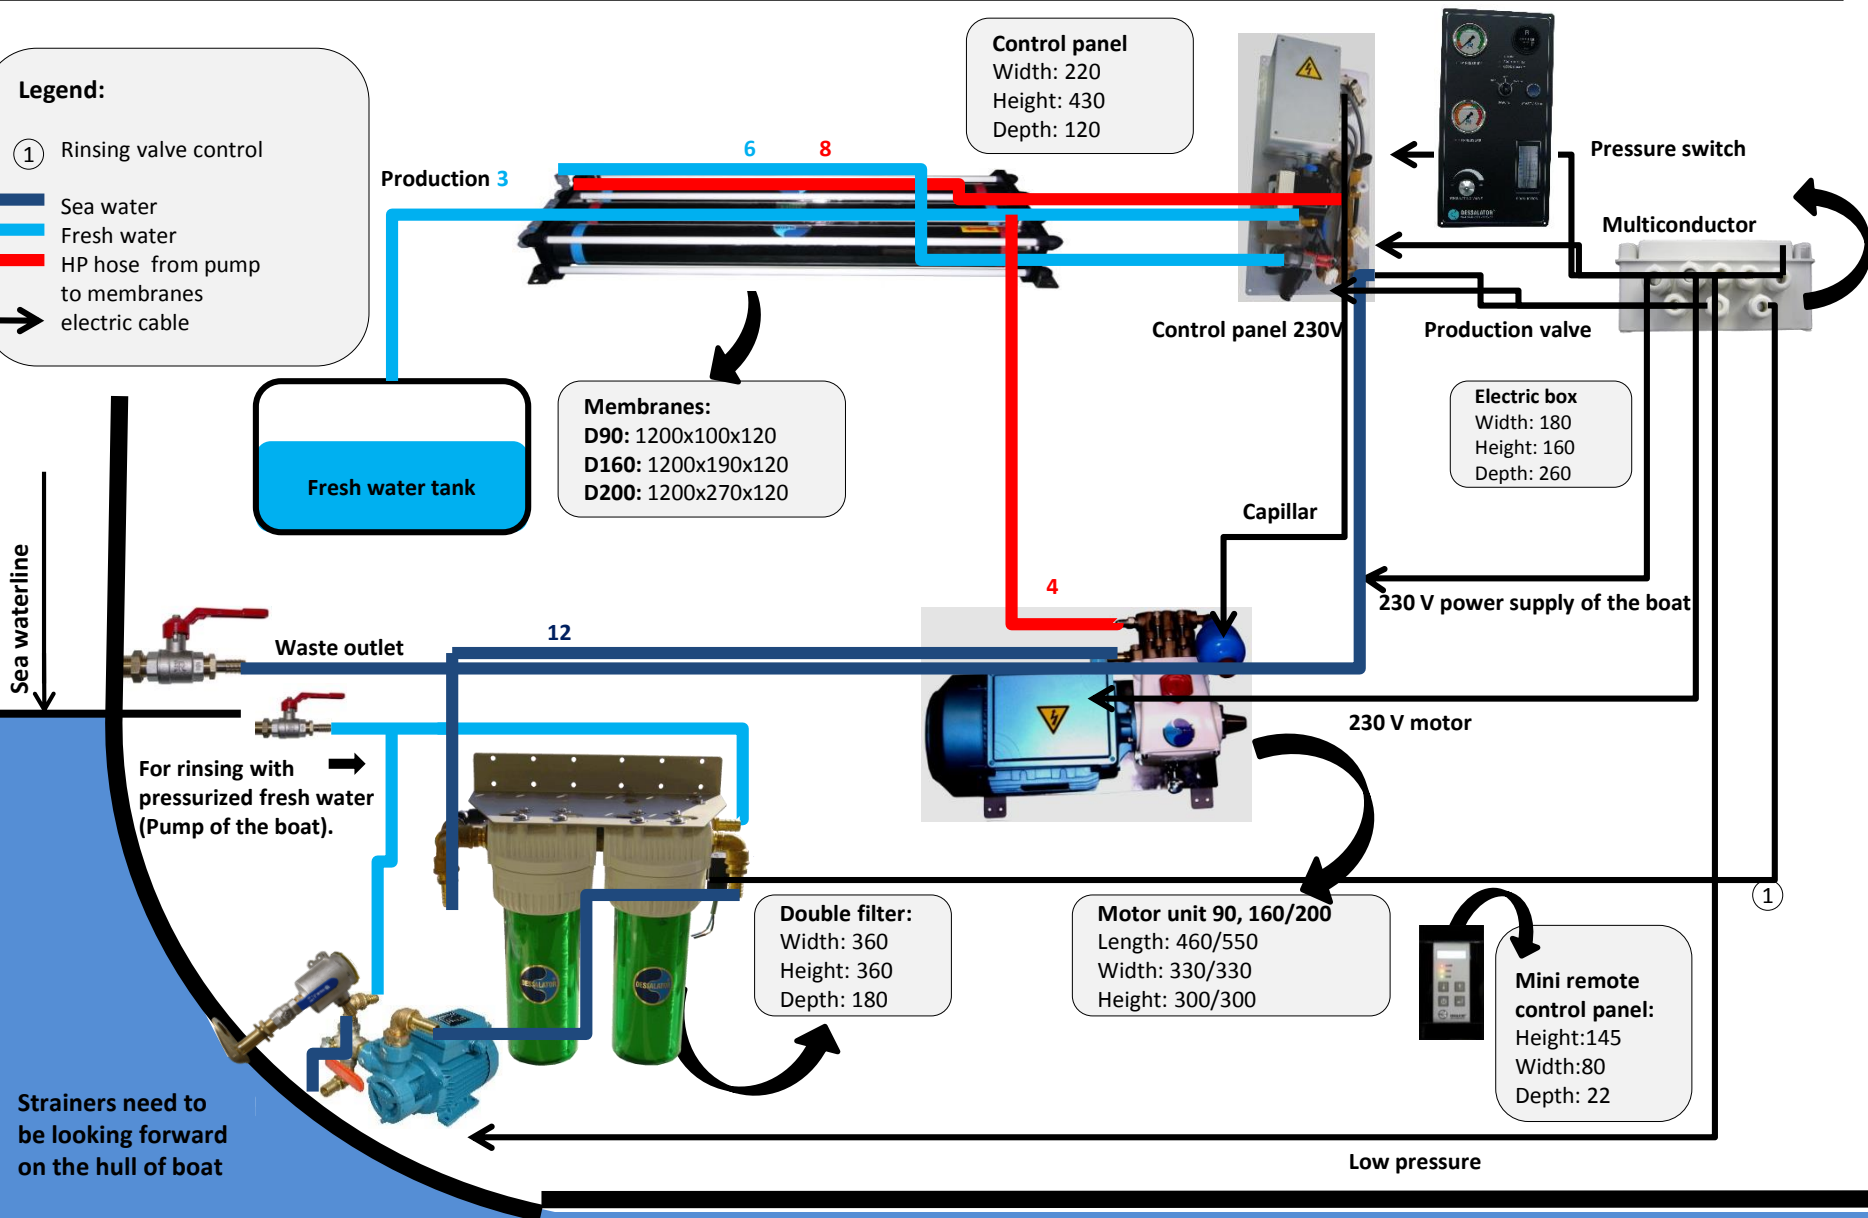 Legend:
1 Rinsing valve control
Sea water
Fresh water
HP hose from pump
to membranes
electric cable
Control panel
Width: 220
Height: 430
Depth: 120
6 8
Production 3
Pressure switch
Multiconductor
DESSALATOR
Control panel 230V
Production valve
Membranes:
D90: 1200x100x120
D160: 1200x190x120
D200: 1200x270x120
Electric box
Width: 180
Height: 160
Depth: 260
Fresh water tank
Capillar
Sea waterline
4
230 V power supply of the boat
12
Waste outlet
230 V motor
For rinsing with
pressurized fresh water
(Pump of the boat).
1
Double filter:
Width: 360
Height: 360
Depth: 180
Motor unit 90, 160/200
Length: 460/550
Width: 330/330
Height: 300/300
DESSALATOR
DESSALATOR
Mini remote
control panel:
Height:145
Width:80
Depth: 22
Strainers need to
be looking forward
on the hull of boat
Low pressure